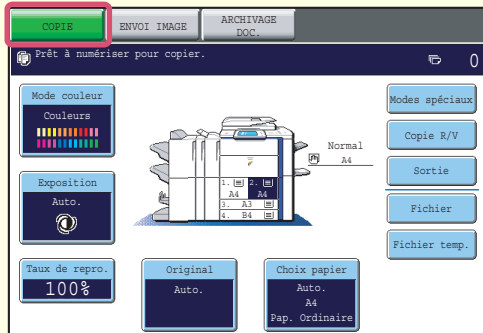 COPIE
ENVOI IMAGE
ARCHIVAGE
DOC.
Prêt à numériser pour copier.
0
Mode couleur
Couleurs
Exposition
Auto.
Taux de repro.
100%
Original
Auto.
Choix papier
Auto.
A4
Pap. Ordinaire
1.
2.
A4
A4
3. A3
4. B4
Normal
A4
Modes spéciaux
Copie R/V
Sortie
Fichier
Fichier temp.